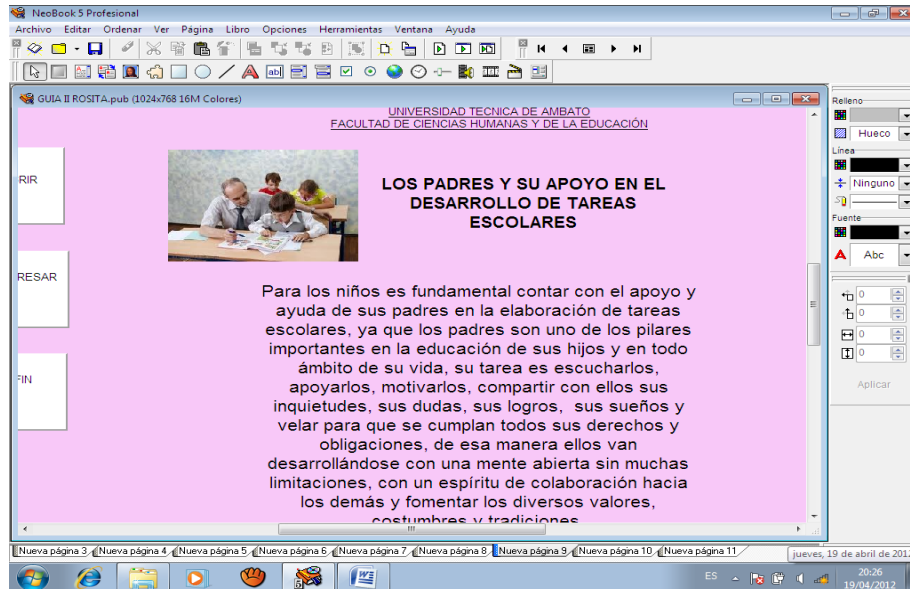 NeoBook 5 Profesional
Archivo Editar Ordenar Ver Página Libro Opciones Herramientas Ventana Ayuda
GUIA II ROSITA.pub (1024x768 16M Colores)
UNIVERSIDAD TECNICA DE AMBATO
FACULTAD DE CIENCIAS HUMANAS Y DE LA EDUCACIÓN
RIR
LOS PADRES Y SU APOYO EN EL
DESARROLLO DE TAREAS
ESCOLARES
RESAR
Para los niños es fundamental contar con el apoyo y
ayuda de sus padres en la elaboración de tareas
escolares, ya que los padres son uno de los pilares
importantes en la educación de sus hijos y en todo
ámbito de su vida, su tarea es escucharlos,
apoyarlos, motivarlos, compartir con ellos sus
inquietudes, sus dudas, sus logros, sus sueños y
velar para que se cumplan todos sus derechos y
obligaciones, de esa manera ellos van
desarrollándose con una mente abierta sin muchas
limitaciones, con un espíritu de colaboración hacia
los demás y fomentar los diversos valores,
costumbres y tradiciones
FIN
Relleno
Hueco
Línea
Ninguno
Fuente
A Abc
0
0
0
0
Aplicar
Nueva página 3 Nueva página 4 Nueva página 5 Nueva página 6 Nueva página 7 Nueva página 8 Nueva página 9 Nueva página 10 Nueva página 11
jueves, 19 de abril de 2012
ES
20:26
19/04/2012